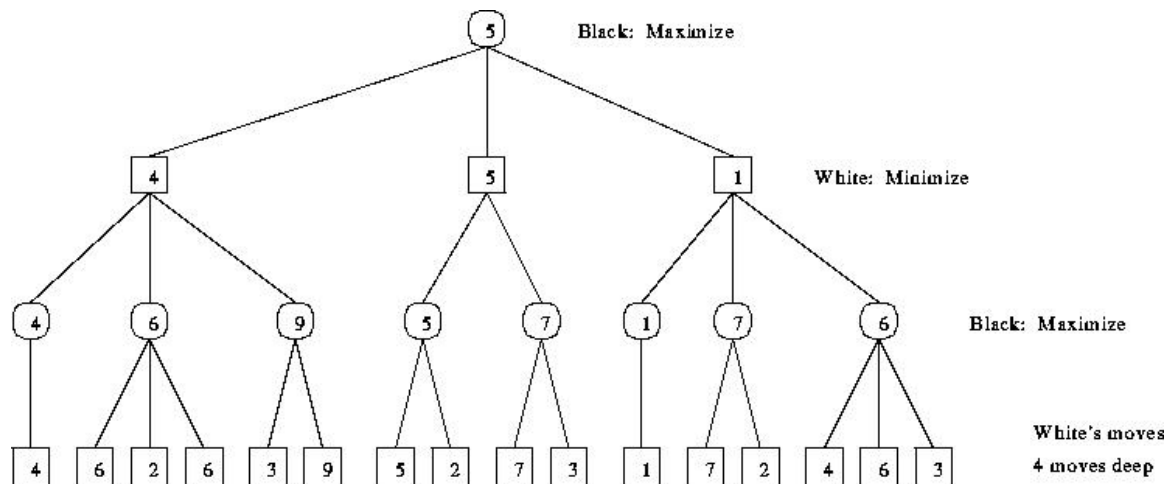 5 Black: Maximize
4 5 1 White: Minimize
4 6 9 5 7 1 7 6 Black: Maximize
White's moves
4 6 2 6 3 9 5 2 7 3 1 7 2 4 6 3 4 moves deep